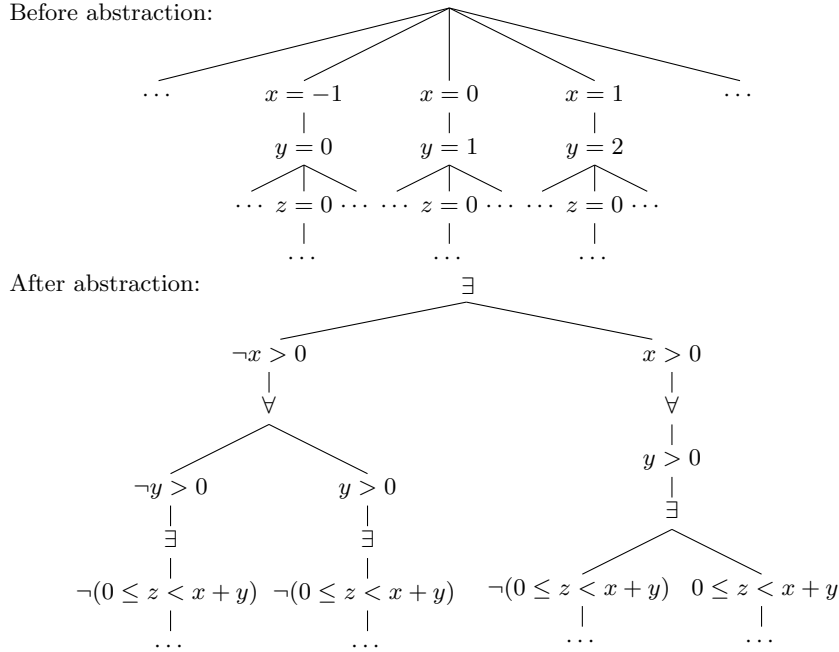 Before abstraction:
··· x = −1 x = 0 x = 1 ···
y = 0 y = 1 y = 2
··· z = 0 ··· ··· z = 0 ··· ··· z = 0 ···
··· ··· ···
After abstraction: ∃
¬x > 0 x > 0
∀ ∀
y > 0
¬y > 0 y > 0
∃
∃ ∃
¬(0 ≤ z < x + y) ¬(0 ≤ z < x + y) ¬(0 ≤ z < x + y) 0 ≤ z < x + y
··· ··· ··· ···